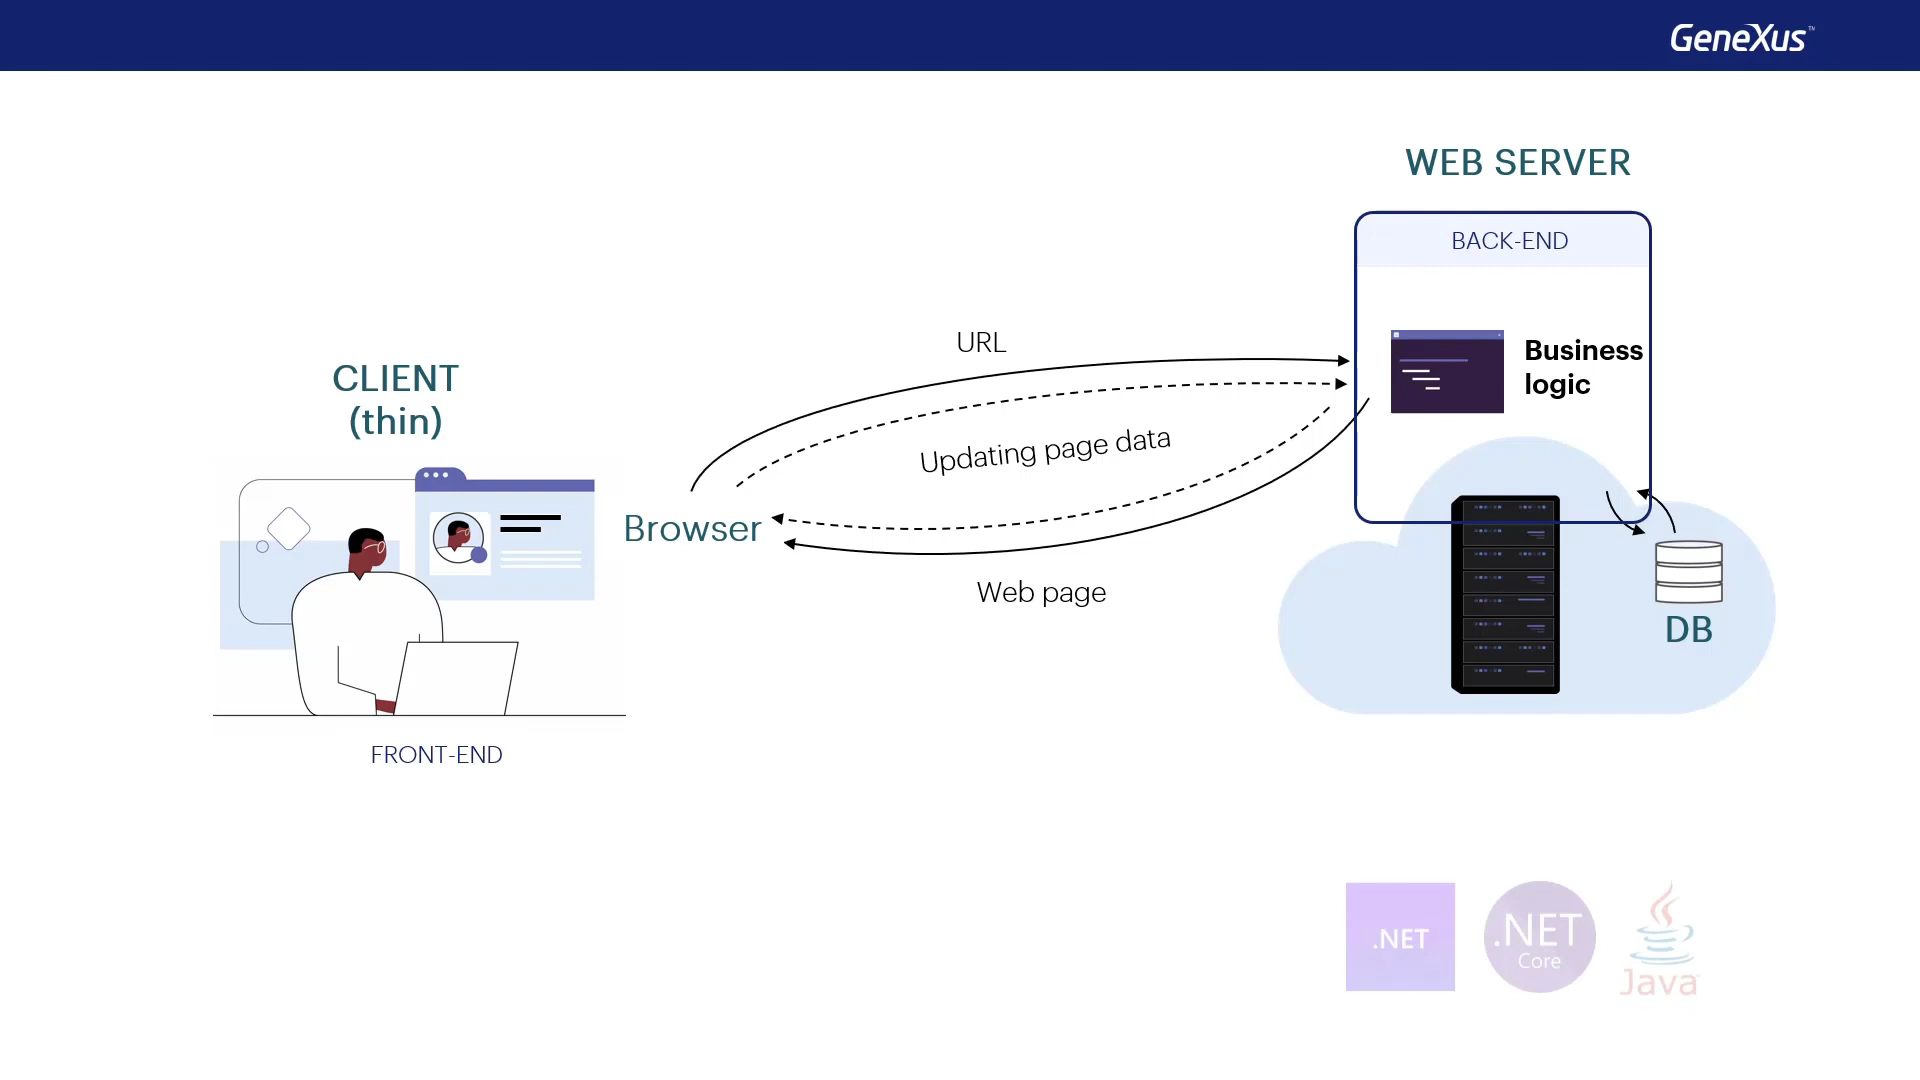 GeneXus™
WEB SERVER
BACK-END
Business
logic
URL
CLIENT
(thin)
Updating page data
Browser
Web page
DB
FRONT-END
.NET
.NET
Core
Java